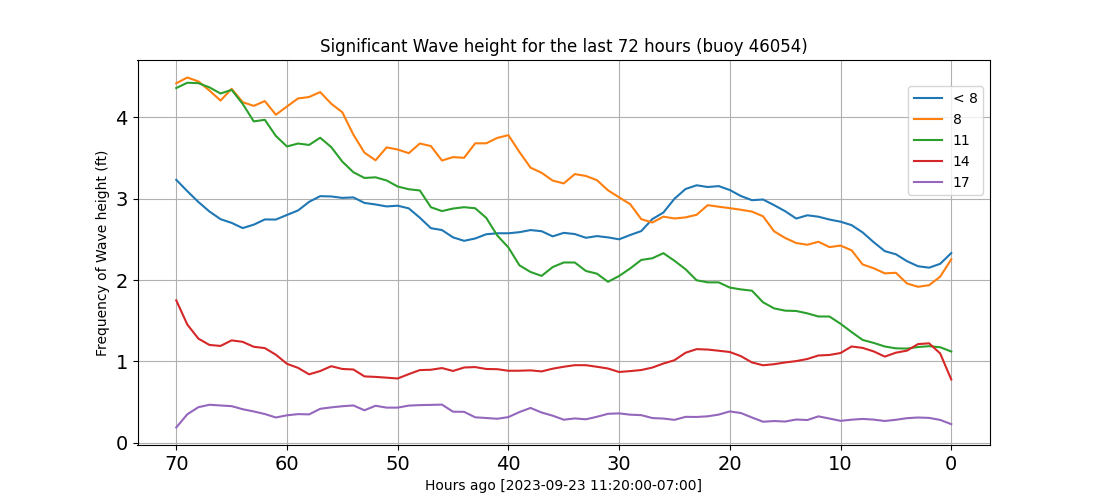 Significant Wave height for the last 72 hours (buoy 46054)
Frequency of Wave height (ft)
4
3
2
1
0
< 8
8
11
14
17
70 60 50 40 30 20 10 0
Hours ago [2023-09-23 11:20:00-07:00]